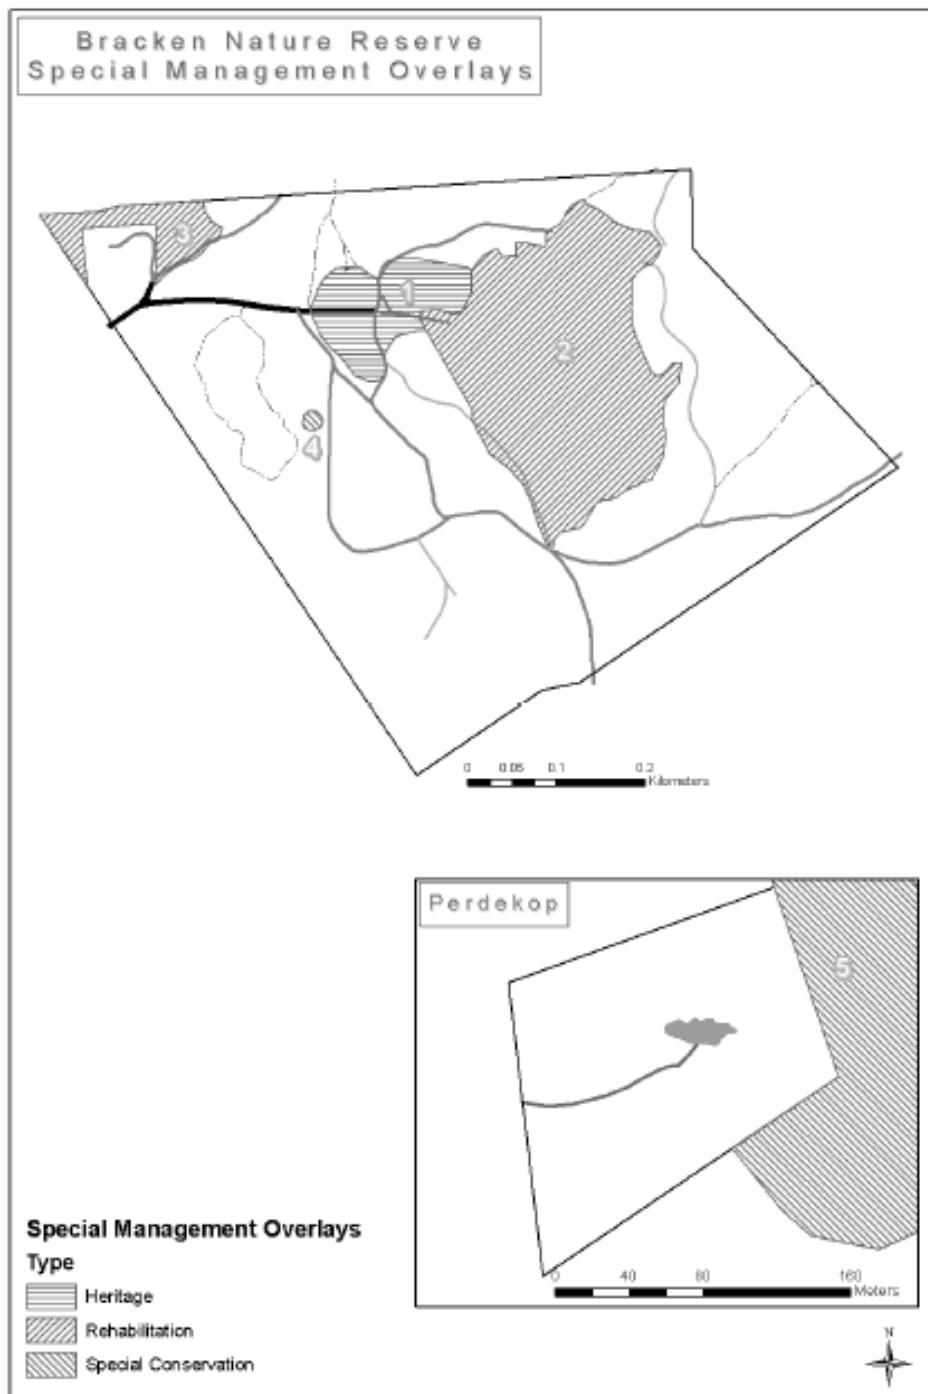 Bracken Nature Reserve
Special Management Overlays
3
1
2
4
0 0.05 0.1 0.2
Kilometers
Perdekop
5
0 40 80 160
Meters
Special Management Overlays
Type
Heritage
Rehabilitation
Special Conservation
N